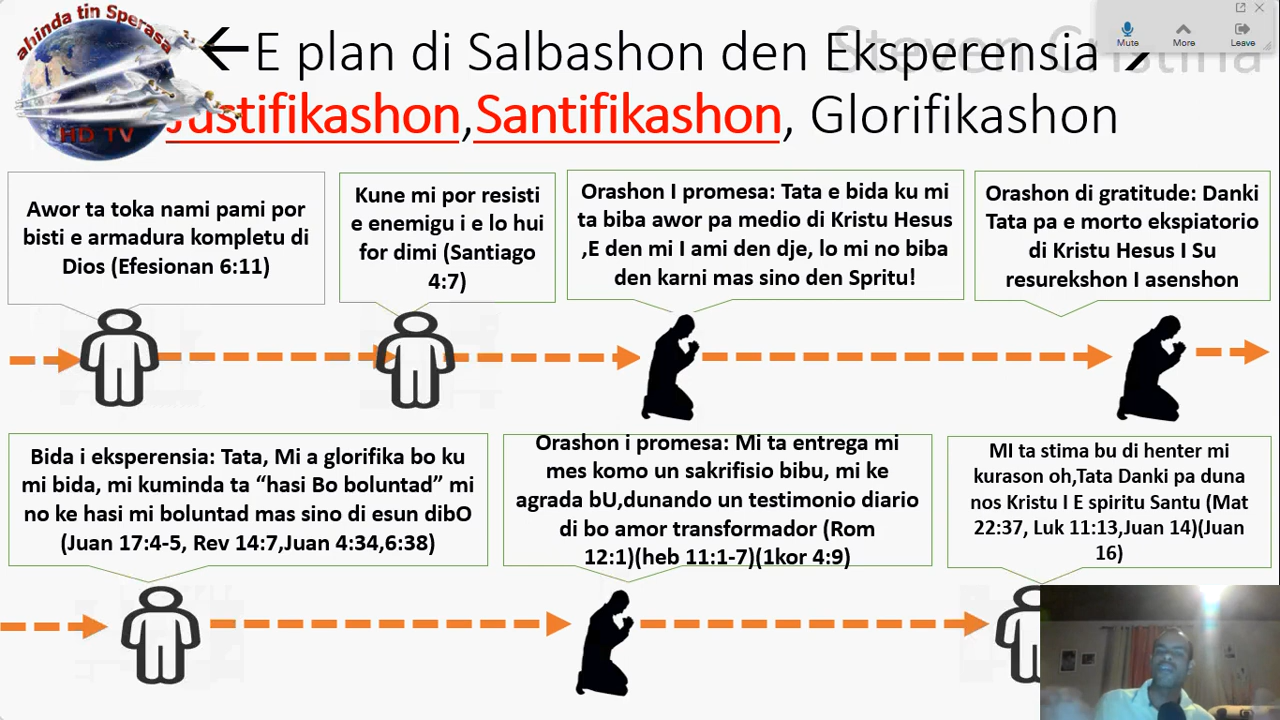 ahinda tin Sperasa
HD TV
E plan di Salbashon den Eksperensia
Justifikashon,Santifikashon, Glorifikashon
Steven Cristina
Mute
More
Leave
Awor ta toka nami pami por
bisti e armadura kompletu di
Dios (Efesionan 6:11)
Kune mi por resisti
e enemigu i e lo hui
for dimi (Santiago
4:7)
Orashon I promesa: Tata e bida ku mi
ta biba awor pa medio di Kristu Hesus
,E den mi I ami den dje, lo mi no biba
den karni mas sino den Spritu!
Orashon di gratitude: Danki
Tata pa e morto ekspiatorio
di Kristu Hesus I Su
resurekshon I asenshon
Bida i eksperensia: Tata, Mi a glorifika bo ku
mi bida, mi kuminda ta “hasi Bo boluntad” mi
no ke hasi mi boluntad mas sino di esun dibO
(Juan 17:4-5, Rev 14:7,Juan 4:34,6:38)
Orashon i promesa: Mi ta entrega mi
mes komo un sakrifisio bibu, mi ke
agrada bU,dunando un testimonio diario
di bo amor transformador (Rom
12:1)(heb 11:1-7)(1kor 4:9)
MI ta stima bu di henter mi
kurason oh,Tata Danki pa duna
nos Kristu I E spiritu Santu (Mat
22:37, Luk 11:13,Juan 14)(Juan
16)